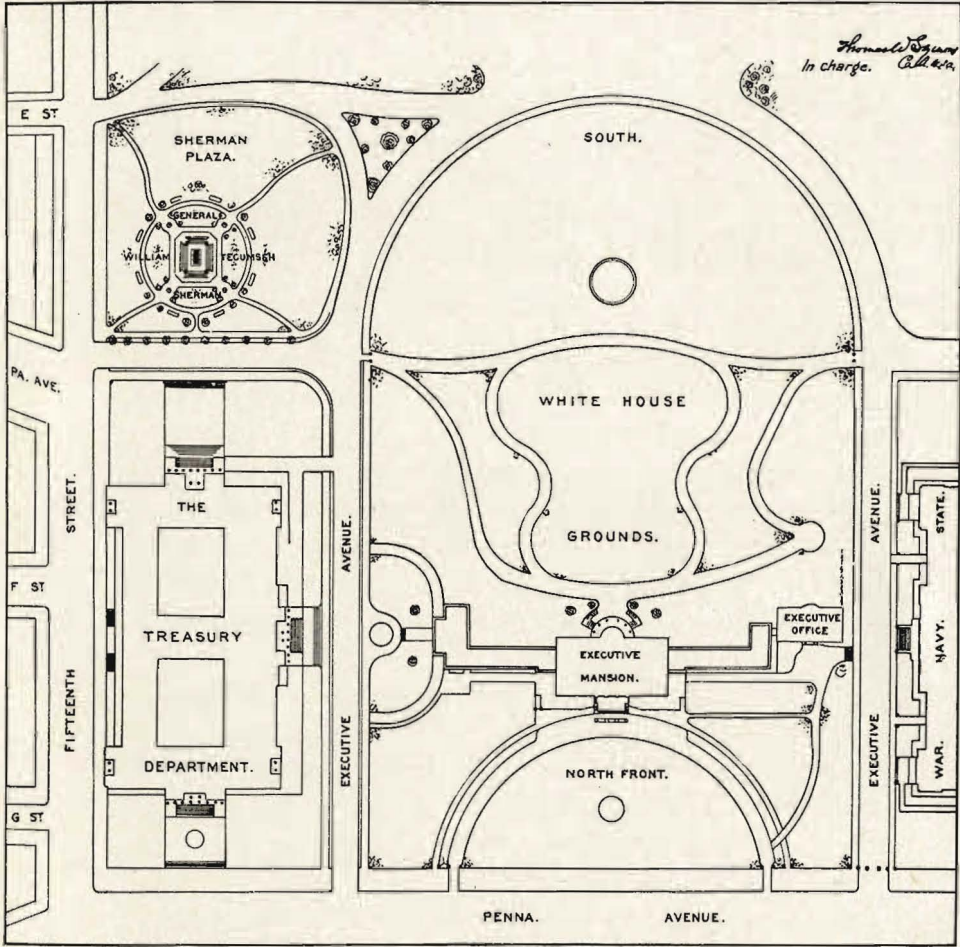 In charge.
E ST.
SHERMAN
PLAZA.
SOUTH.
GENERAL
WILLIAM TECUMSEH
SHERMAN
PA. AVE.
WHITE HOUSE
GROUNDS.
STREET.
FIFTEENTH
F ST
G ST
THE
TREASURY
DEPARTMENT.
AVENUE.
EXECUTIVE
EXECUTIVE
MANSION.
EXECUTIVE
OFFICE
NORTH FRONT.
AVENUE.
EXECUTIVE
STATE.
NAVY.
WAR.
PENNA. AVENUE.